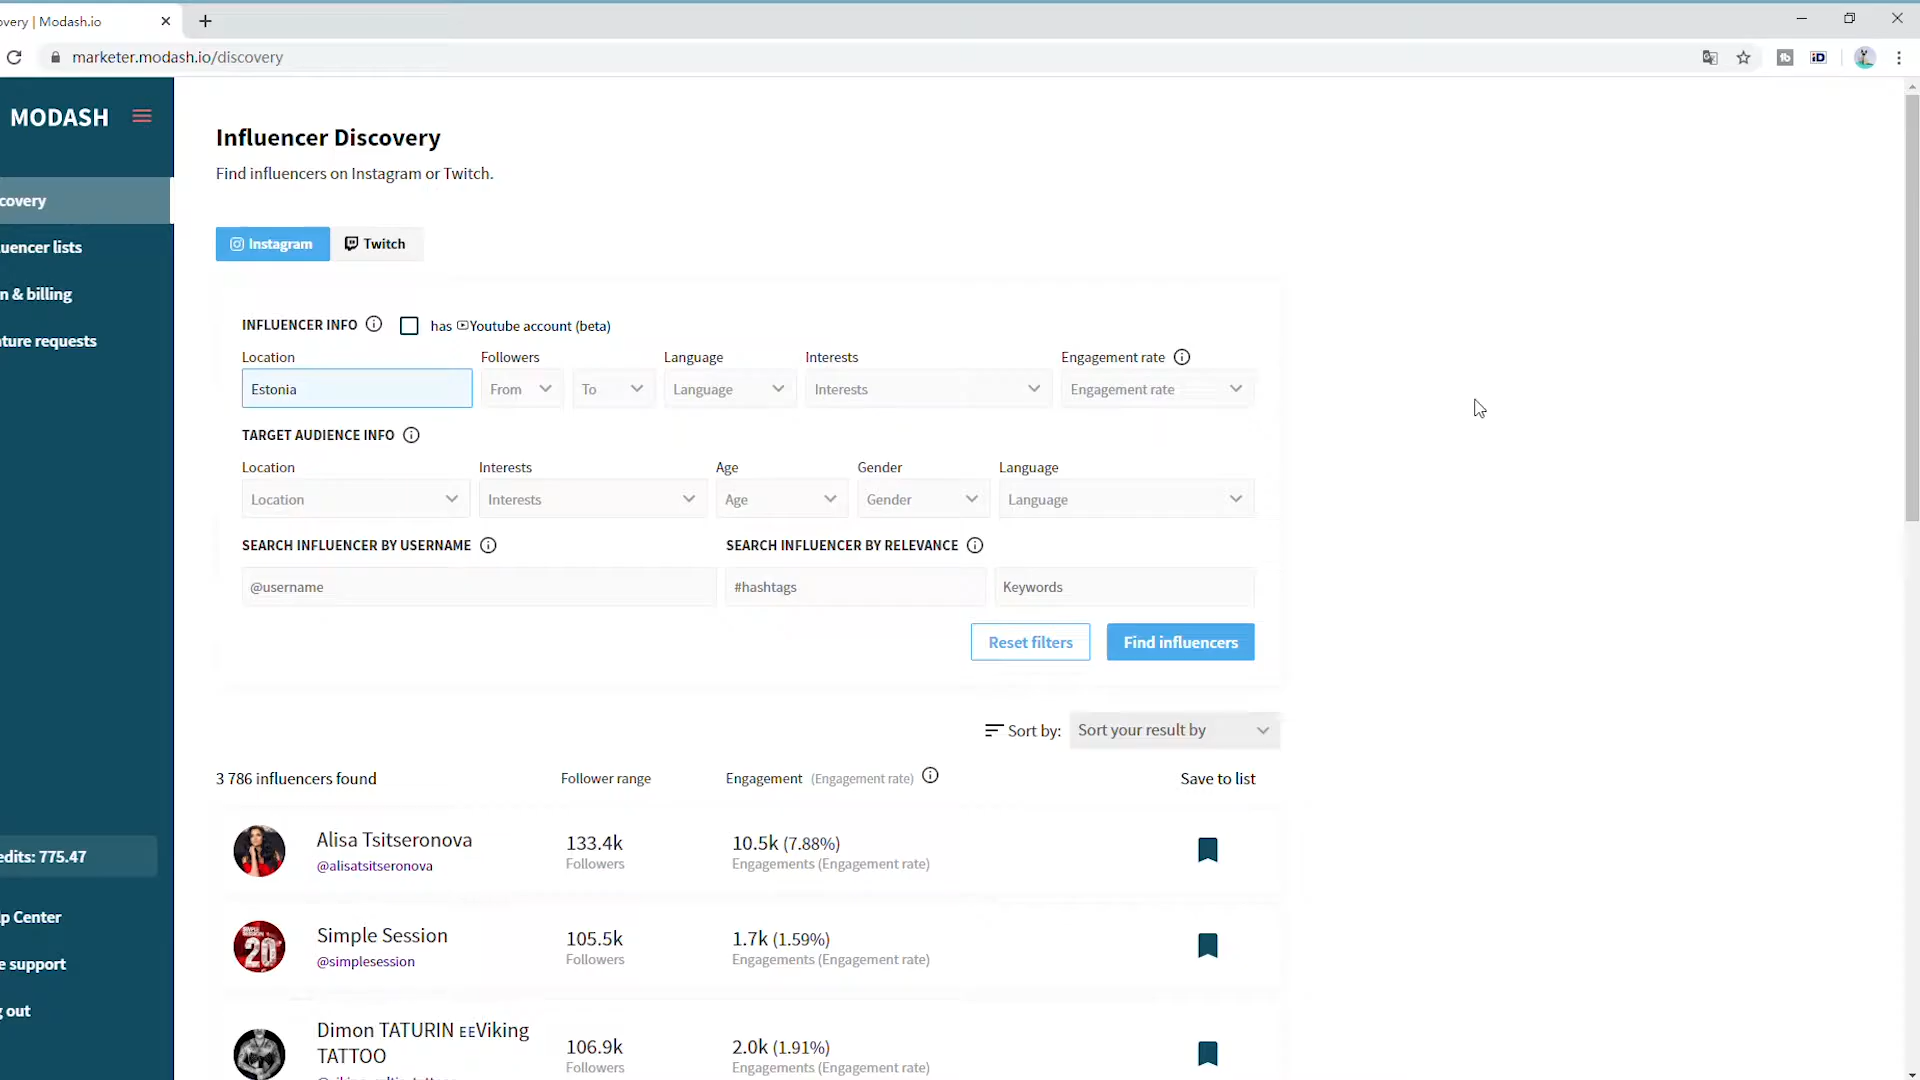 overy | Modash.io
marketer.modash.io/discovery
MODASH
covery
uencer lists
n & billing
ture requests
edits: 775.47
p Center
e support
g out
Influencer Discovery
Find influencers on Instagram or Twitch.
Instagram
Twitch
INFLUENCER INFO
has Youtube account (beta)
Location Followers Language Interests Engagement rate
Estonia From To Language Interests Engagement rate
TARGET AUDIENCE INFO
Location Interests Age Gender Language
Location Interests Age Gender Language
SEARCH INFLUENCER BY USERNAME SEARCH INFLUENCER BY RELEVANCE
@username #hashtags Keywords
Reset filters Find influencers
Sort by: Sort your result by
3 786 influencers found Follower range Engagement (Engagement rate) Save to list
Alisa Tsitseronova 133.4k 10.5k (7.88%)
@alisatsitseronova Followers Engagements (Engagement rate)
SIMPLE SESSION 20
Simple Session 105.5k 1.7k (1.59%)
@simplesession Followers Engagements (Engagement rate)
Dimon TATURIN EEViking
TATTOO 106.9k 2.0k (1.91%)
Followers Engagements (Engagement rate)